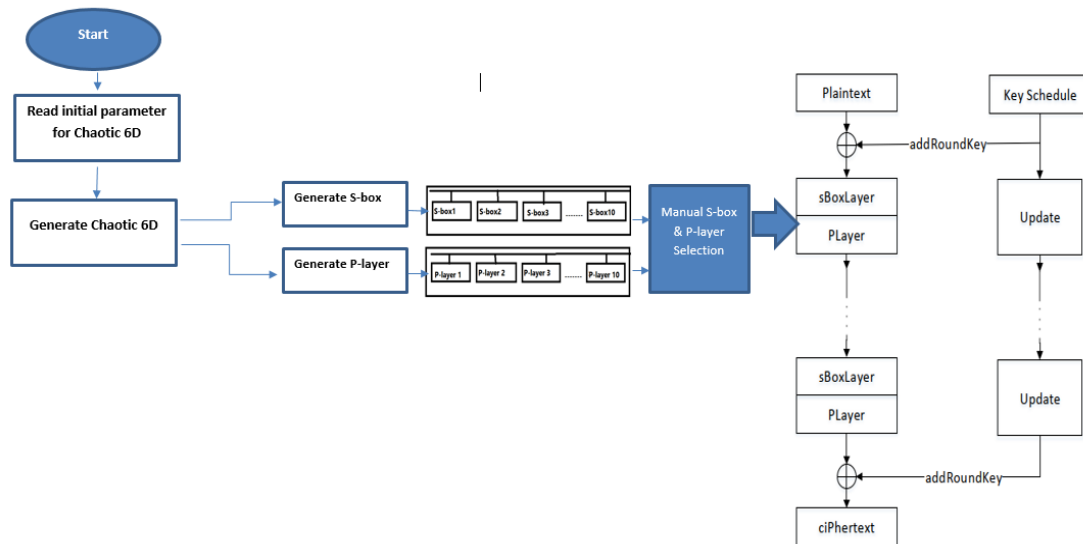 Start
Read initial parameter
for Chaotic 6D
Generate Chaotic 6D
Generate S-box
Generate P-layer
S-box1 S-box2 S-box3 ....... S-box10
P-layer 1 P-layer 2 P-layer 3 ....... P-layer 10
Manual S-box
& P-layer
Selection
Plaintext
Key Schedule
addRoundKey
sBoxLayer
PLayer
Update
sBoxLayer
PLayer
Update
addRoundKey
ciPhertext